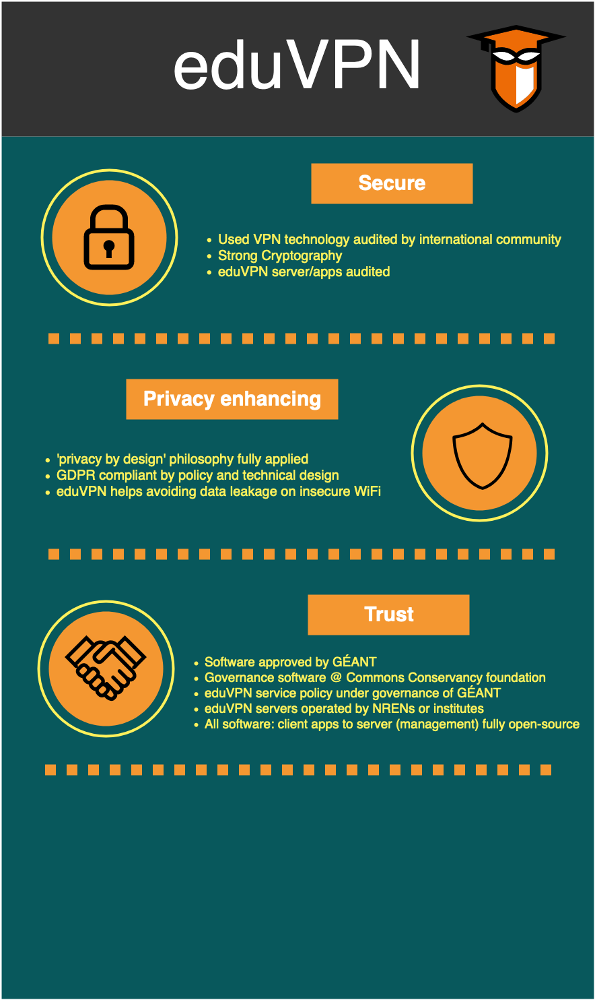 eduVPN
Secure
• Used VPN technology audited by international community
• Strong Cryptography
• eduVPN server/apps audited
Privacy enhancing
• 'privacy by design' philosophy fully applied
• GDPR compliant by policy and technical design
• eduVPN helps avoiding data leakage on insecure WiFi
Trust
• Software approved by GÉANT
• Governance software @ Commons Conservancy foundation
• eduVPN service policy under governance of GÉANT
• eduVPN servers operated by NRENs or institutes
• All software: client apps to server (management) fully open-source